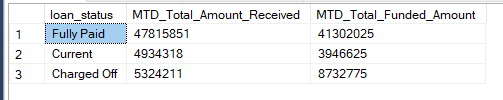 loan_status MTD_Total_Amount_Received MTD_Total_Funded_Amount
1 Fully Paid 47815851 41302025
2 Current 4934318 3946625
3 Charged Off 5324211 8732775